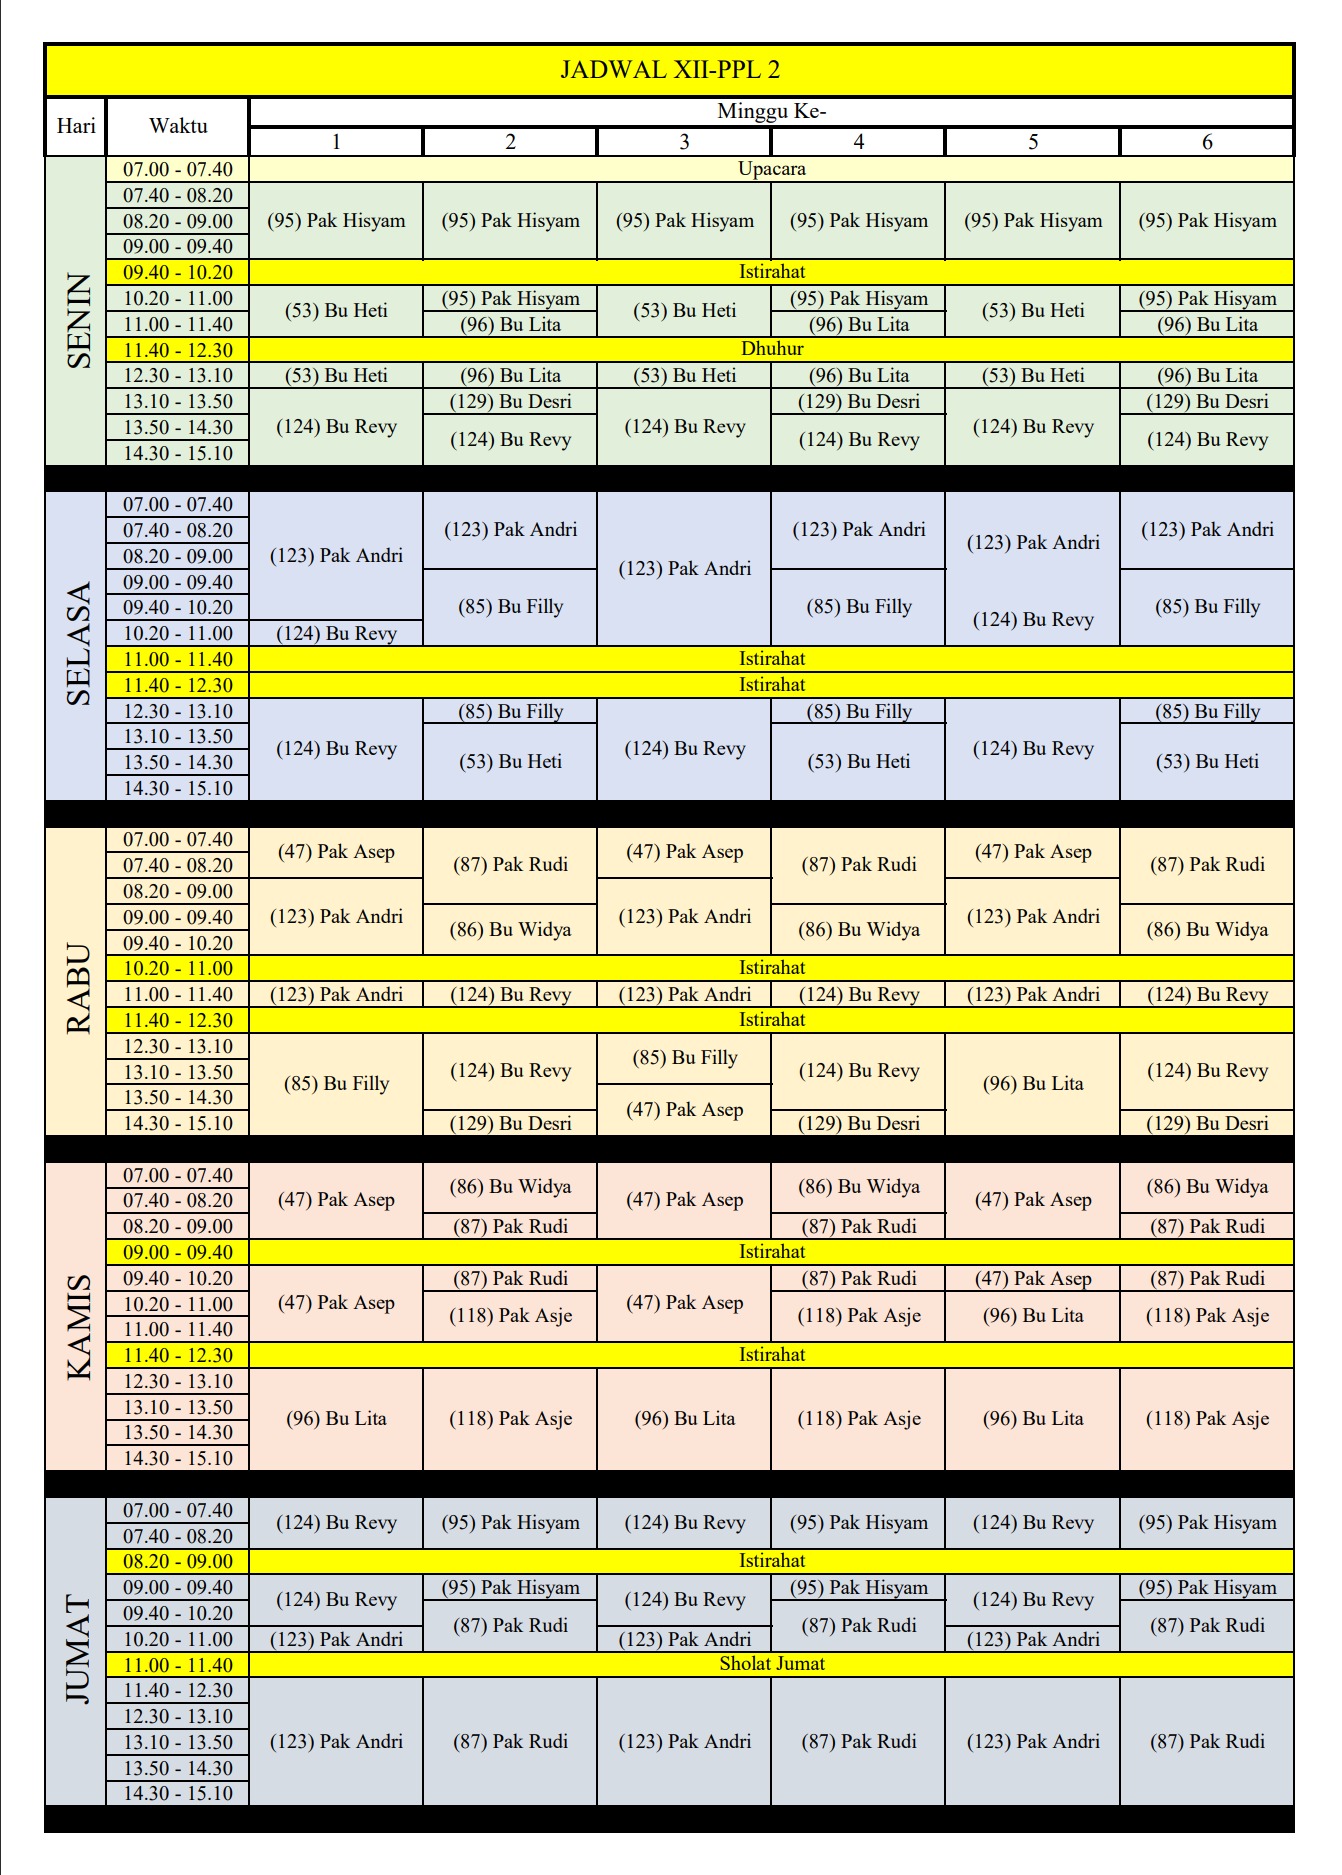 JADWAL XII-PPL 2
Hari Waktu Minggu Ke-
1 2 3 4 5 6
SENIN
07.00 - 07.40 Upacara
07.40 - 08.20
08.20 - 09.00 (95) Pak Hisyam (95) Pak Hisyam (95) Pak Hisyam (95) Pak Hisyam (95) Pak Hisyam (95) Pak Hisyam
09.00 - 09.40
09.40 - 10.20 Istirahat
10.20 - 11.00 (53) Bu Heti (95) Pak Hisyam (53) Bu Heti (95) Pak Hisyam (53) Bu Heti (95) Pak Hisyam
11.00 - 11.40 (96) Bu Lita (96) Bu Lita (96) Bu Lita
11.40 - 12.30 Dhuhur
12.30 - 13.10 (53) Bu Heti (96) Bu Lita (53) Bu Heti (96) Bu Lita (53) Bu Heti (96) Bu Lita
13.10 - 13.50 (129) Bu Desri (129) Bu Desri (129) Bu Desri
13.50 - 14.30 (124) Bu Revy (124) Bu Revy (124) Bu Revy (124) Bu Revy (124) Bu Revy (124) Bu Revy
14.30 - 15.10
SELASA
07.00 - 07.40
07.40 - 08.20 (123) Pak Andri (123) Pak Andri (123) Pak Andri
08.20 - 09.00 (123) Pak Andri (123) Pak Andri (123) Pak Andri
09.00 - 09.40
09.40 - 10.20 (85) Bu Filly (85) Bu Filly (124) Bu Revy (85) Bu Filly
10.20 - 11.00 (124) Bu Revy
11.00 - 11.40 Istirahat
11.40 - 12.30 Istirahat
12.30 - 13.10 (85) Bu Filly (85) Bu Filly (85) Bu Filly
13.10 - 13.50 (124) Bu Revy (53) Bu Heti (124) Bu Revy (53) Bu Heti (124) Bu Revy (53) Bu Heti
13.50 - 14.30
14.30 - 15.10
RABU
07.00 - 07.40 (47) Pak Asep (87) Pak Rudi (47) Pak Asep (87) Pak Rudi (47) Pak Asep (87) Pak Rudi
07.40 - 08.20
08.20 - 09.00
09.00 - 09.40 (123) Pak Andri (86) Bu Widya (123) Pak Andri (86) Bu Widya (123) Pak Andri (86) Bu Widya
09.40 - 10.20
10.20 - 11.00 Istirahat
11.00 - 11.40 (123) Pak Andri (124) Bu Revy (123) Pak Andri (124) Bu Revy (123) Pak Andri (124) Bu Revy
11.40 - 12.30 Istirahat
12.30 - 13.10 (85) Bu Filly
13.10 - 13.50 (85) Bu Filly (124) Bu Revy (124) Bu Revy (96) Bu Lita (124) Bu Revy
13.50 - 14.30 (47) Pak Asep
14.30 - 15.10 (129) Bu Desri (129) Bu Desri (129) Bu Desri
KAMIS
07.00 - 07.40 (86) Bu Widya (86) Bu Widya (86) Bu Widya
07.40 - 08.20 (47) Pak Asep (47) Pak Asep (47) Pak Asep
08.20 - 09.00 (87) Pak Rudi (87) Pak Rudi (87) Pak Rudi
09.00 - 09.40 Istirahat
09.40 - 10.20 (87) Pak Rudi (87) Pak Rudi (47) Pak Asep (87) Pak Rudi
10.20 - 11.00 (47) Pak Asep (118) Pak Asje (47) Pak Asep (118) Pak Asje (96) Bu Lita (118) Pak Asje
11.00 - 11.40
11.40 - 12.30 Istirahat
12.30 - 13.10
13.10 - 13.50 (96) Bu Lita (118) Pak Asje (96) Bu Lita (118) Pak Asje (96) Bu Lita (118) Pak Asje
13.50 - 14.30
14.30 - 15.10
JUMAT
07.00 - 07.40 (124) Bu Revy (95) Pak Hisyam (124) Bu Revy (95) Pak Hisyam (124) Bu Revy (95) Pak Hisyam
07.40 - 08.20
08.20 - 09.00 Istirahat
09.00 - 09.40 (124) Bu Revy (95) Pak Hisyam (124) Bu Revy (95) Pak Hisyam (124) Bu Revy (95) Pak Hisyam
09.40 - 10.20 (87) Pak Rudi (87) Pak Rudi (87) Pak Rudi
10.20 - 11.00 (123) Pak Andri (123) Pak Andri (123) Pak Andri
11.00 - 11.40 Sholat Jumat
11.40 - 12.30
12.30 - 13.10
13.10 - 13.50 (123) Pak Andri (87) Pak Rudi (123) Pak Andri (87) Pak Rudi (123) Pak Andri (87) Pak Rudi
13.50 - 14.30
14.30 - 15.10